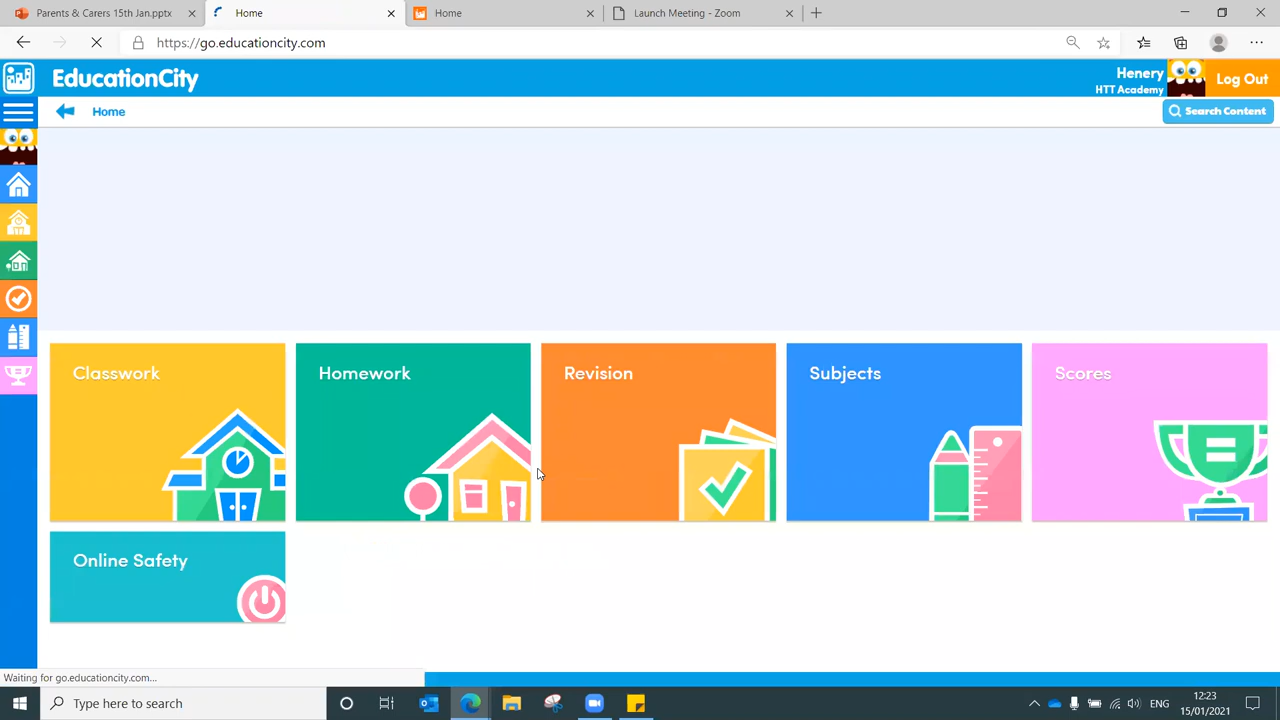 Parents & Carers 15th Jan.pptx
Home
Home
Launch Meeting - Zoom
https://go.educationcity.com
EducationCity
Henery
HTT Academy
Log Out
Home
Search Content
Classwork
Homework
Revision
Subjects
Scores
Online Safety
Waiting for go.educationcity.com...
Type here to search
ENG
12:23
15/01/2021